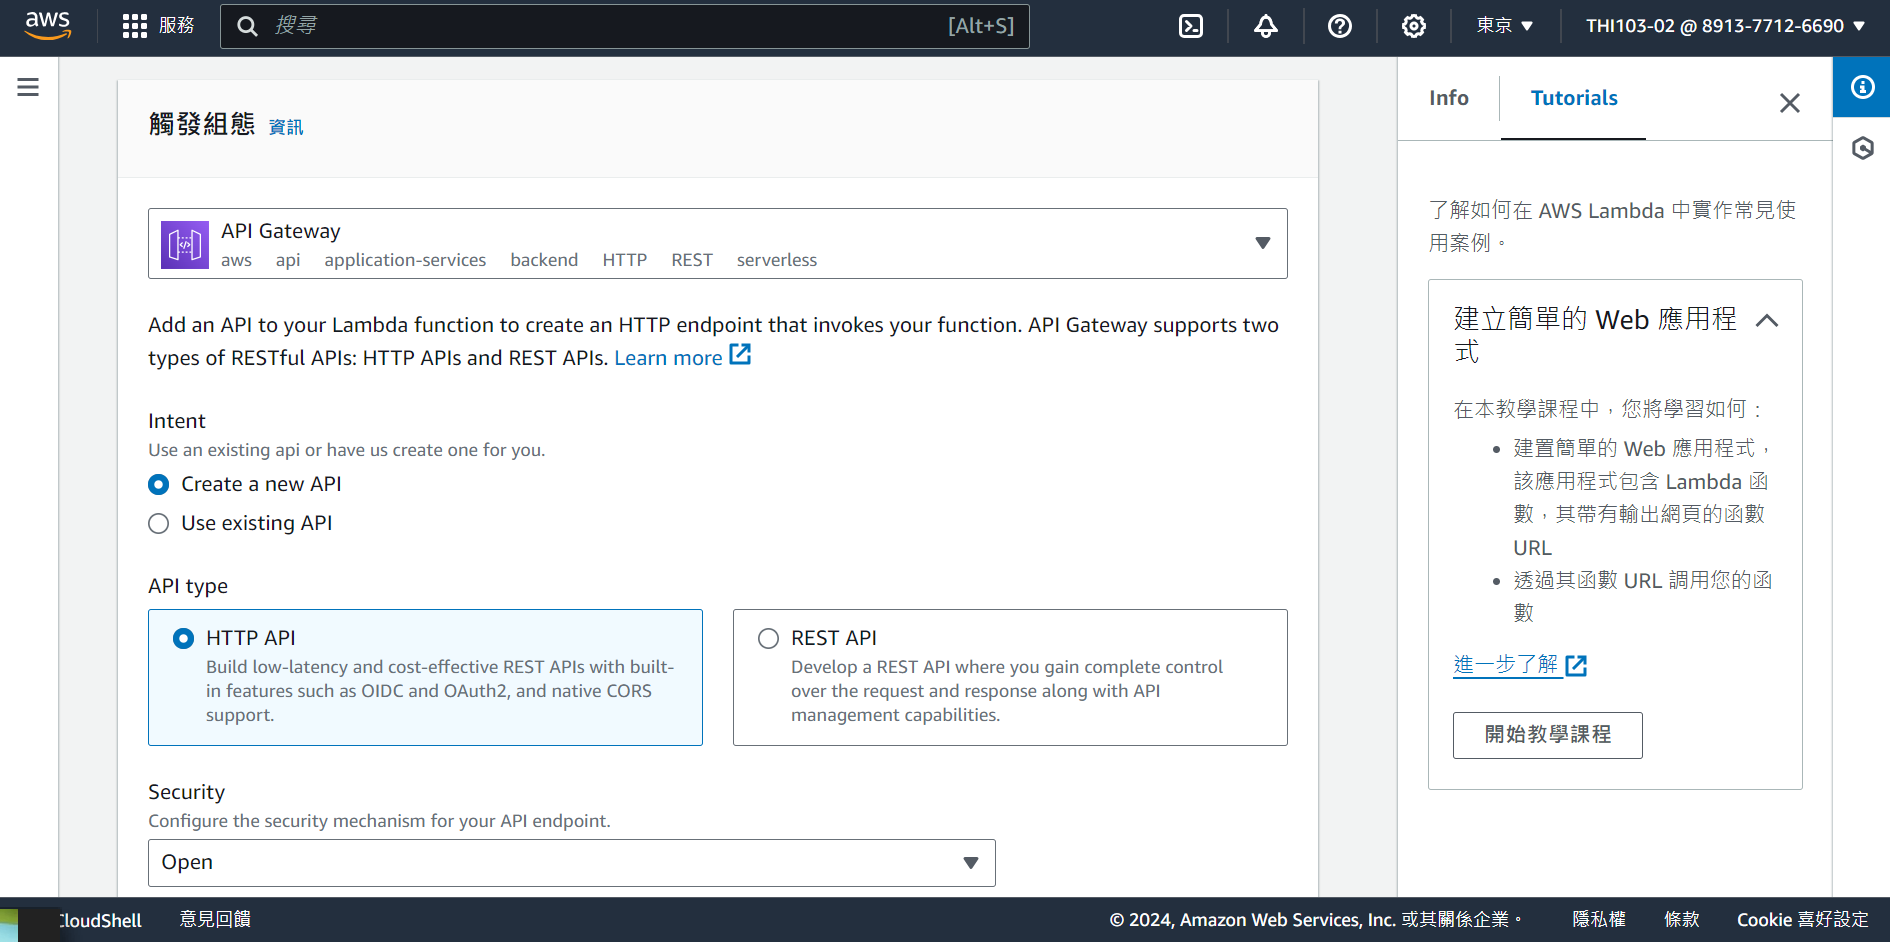 aws
服務
搜尋
[Alt+S]
東京
THI103-02 @ 8913-7712-6690
觸發組態 資訊
API Gateway
aws api application-services backend HTTP REST serverless
Add an API to your Lambda function to create an HTTP endpoint that invokes your function. API Gateway supports two
types of RESTful APIs: HTTP APIs and REST APIs. Learn more
Intent
Use an existing api or have us create one for you.
Create a new API
Use existing API
API type
HTTP API
Build low-latency and cost-effective REST APIs with built-
in features such as OIDC and OAuth2, and native CORS
support.
REST API
Develop a REST API where you gain complete control
over the request and response along with API
management capabilities.
Security
Configure the security mechanism for your API endpoint.
Open
Info
Tutorials
了解如何在 AWS Lambda 中實作常見使
用案例。
建立簡單的 Web 應用程
式
在本教學課程中，您將學習如何：
建置簡單的 Web 應用程式，
該應用程式包含 Lambda 函
數，其帶有輸出網頁的函數
URL
透過其函數 URL 調用您的函
數
進一步了解
開始教學課程
CloudShell
意見回饋
© 2024, Amazon Web Services, Inc. 或其關係企業。
隱私權
條款
Cookie 喜好設定